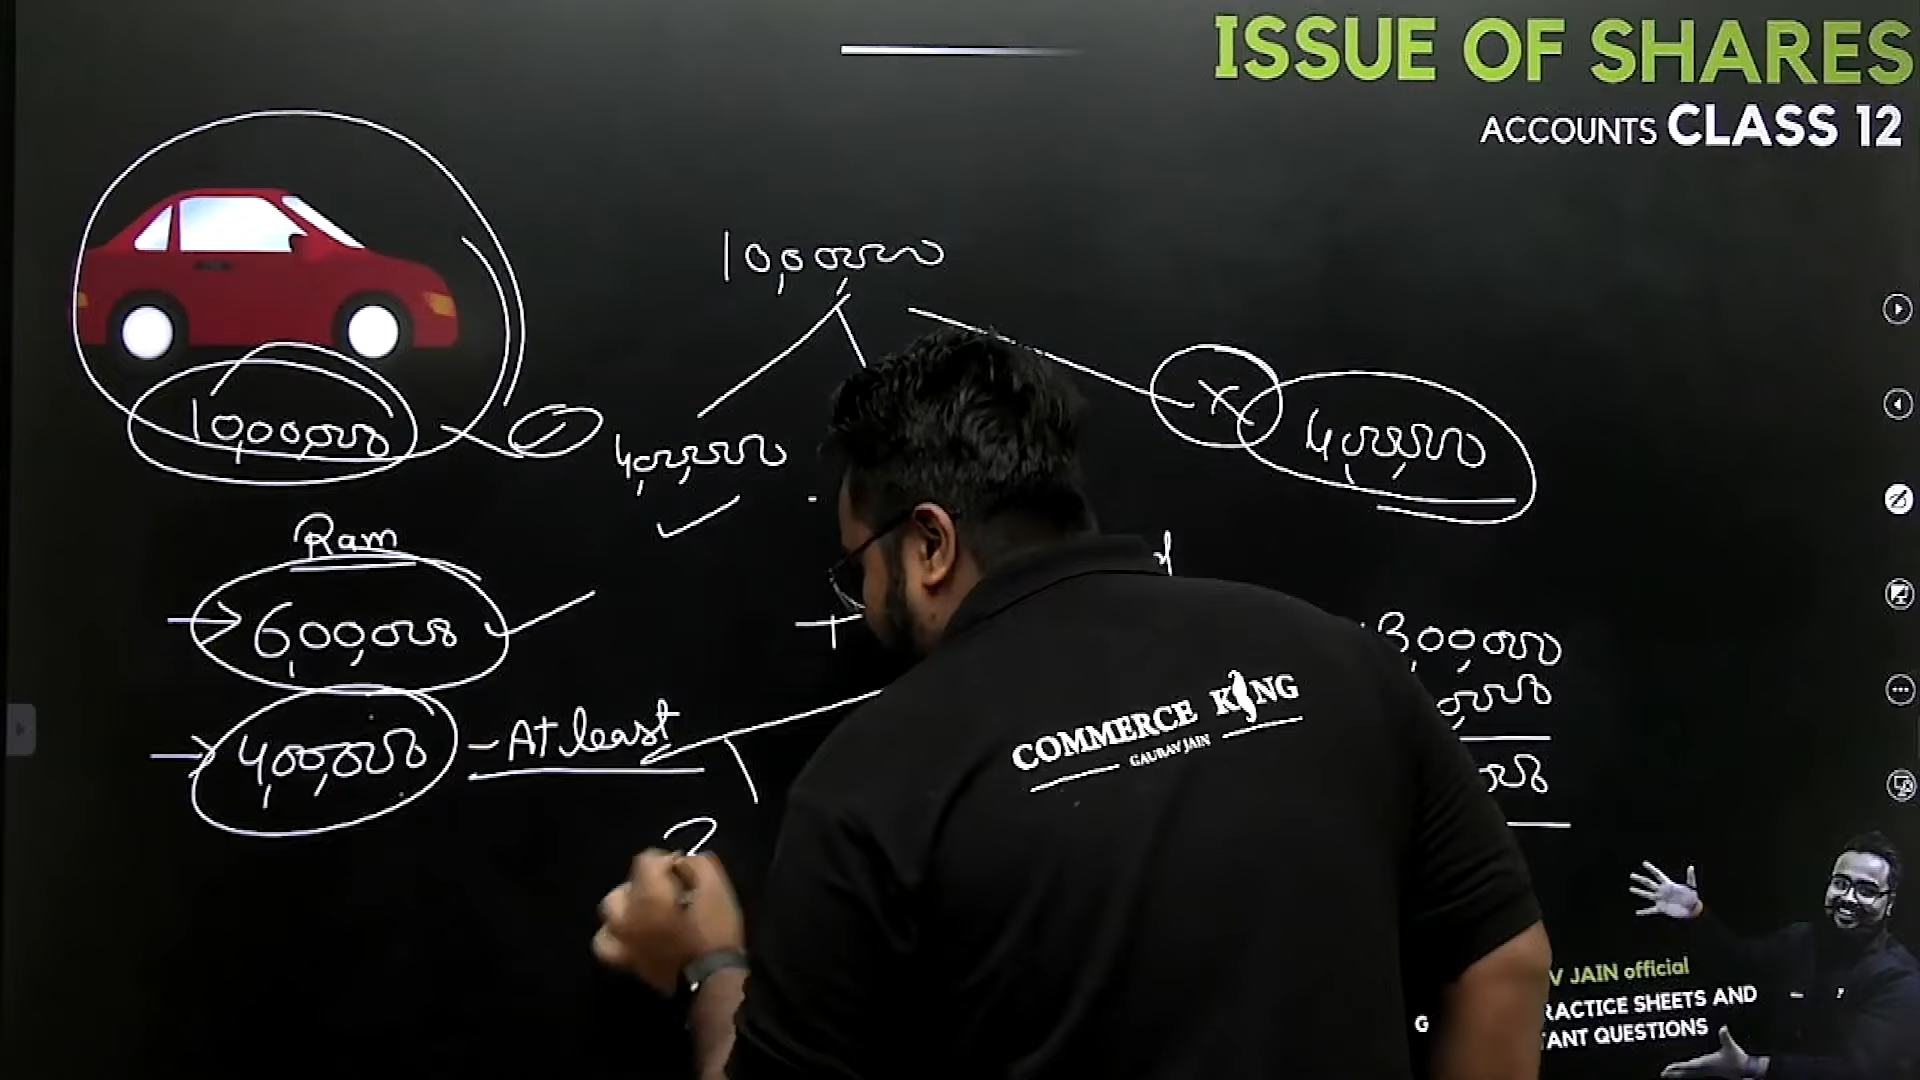 ISSUE OF SHARES
ACCOUNTS CLASS 12
10,00,000
10,00,000
4,00,000
X
4,00,000
Ram
6,00,000
4,00,000 - At least
3,00,000
COMMERCE KING
GAURAV JAIN
V JAIN official
RACTICE SHEETS AND
TANT QUESTIONS